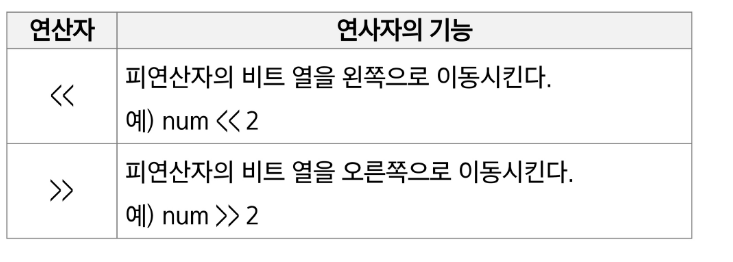 연산자 연사자의 기능
<< 피연산자의 비트 열을 왼쪽으로 이동시킨다.
예) num << 2
>> 피연산자의 비트 열을 오른쪽으로 이동시킨다.
예) num >> 2